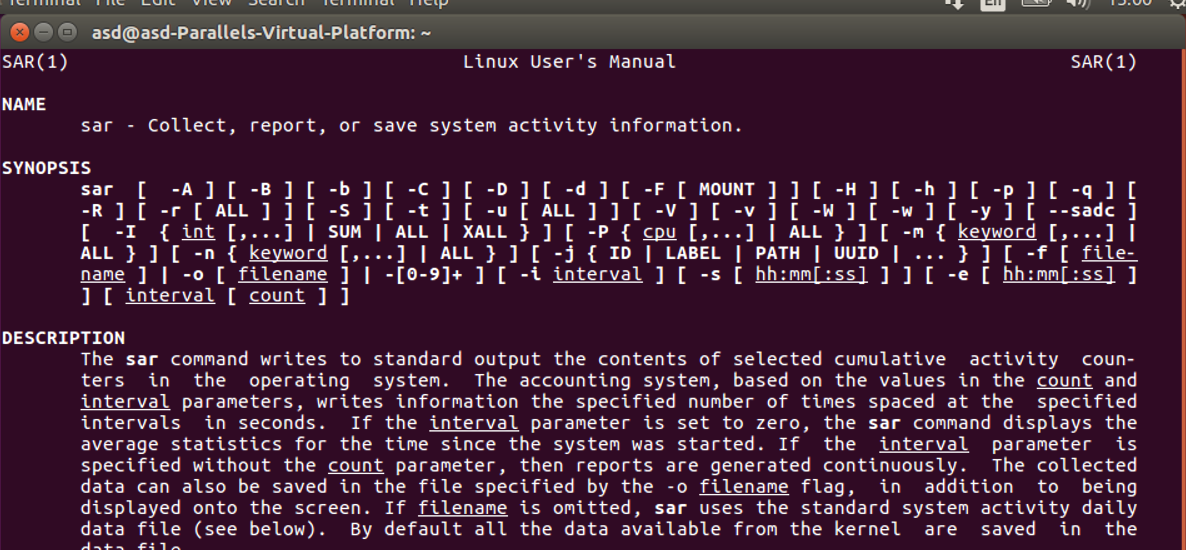 Terminal File Edit View Search Terminal Help En 15:00
asd@asd-Parallels-Virtual-Platform: ~
SAR(1) Linux User's Manual SAR(1)
NAME
sar - Collect, report, or save system activity information.
SYNOPSIS
sar [ -A ] [ -B ] [ -b ] [ -C ] [ -D ] [ -d ] [ -F [ MOUNT ] ] [ -H ] [ -h ] [ -p ] [ -q ] [
-R ] [ -r [ ALL ] ] [ -S ] [ -t ] [ -u [ ALL ] ] [ -V ] [ -v ] [ -W ] [ -w ] [ -y ] [ --sadc ]
[ -I { int [,...] | SUM | ALL | XALL } ] [ -P { cpu [,...] | ALL } ] [ -m { keyword [,...] |
ALL } ] [ -n { keyword [,...] | ALL } ] [ -j { ID | LABEL | PATH | UUID | ... } ] [ -f [ file-
name ] | -o [ filename ] | -[0-9]+ ] [ -i interval ] [ -s [ hh:mm[:ss] ] ] [ -e [ hh:mm[:ss] ]
] [ interval [ count ] ]
DESCRIPTION
The sar command writes to standard output the contents of selected cumulative activity coun-
ters in the operating system. The accounting system, based on the values in the count and
interval parameters, writes information the specified number of times spaced at the specified
intervals in seconds. If the interval parameter is set to zero, the sar command displays the
average statistics for the time since the system was started. If the interval parameter is
specified without the count parameter, then reports are generated continuously. The collected
data can also be saved in the file specified by the -o filename flag, in addition to being
displayed onto the screen. If filename is omitted, sar uses the standard system activity daily
data file (see below). By default all the data available from the kernel are saved in the
data file.